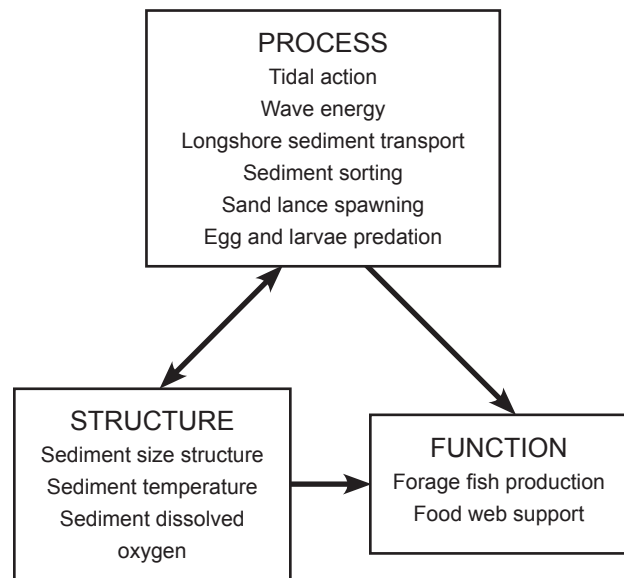 PROCESS
Tidal action
Wave energy
Longshore sediment transport
Sediment sorting
Sand lance spawning
Egg and larvae predation
STRUCTURE
Sediment size structure
Sediment temperature
Sediment dissolved
oxygen
FUNCTION
Forage fish production
Food web support